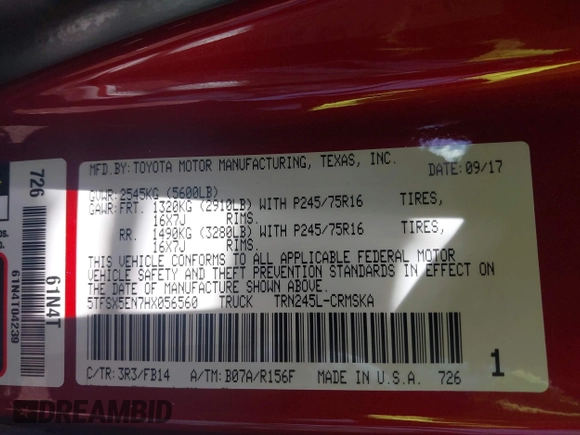 MFD.BY:TOYOTA MOTOR MANUFACTURING, TEXAS, INC. DATE:09/17
GVWR:2545KG (5600LB)
GAWR:FRT. 1320KG (2910LB) WITH P245/75R16 TIRES,
16X7J RIMS.
RR. 1490KG (3280LB) WITH P245/75R16 TIRES,
16X7J RIMS.
THIS VEHICLE CONFORMS TO ALL APPLICABLE FEDERAL MOTOR
VEHICLE SAFETY AND THEFT PREVENTION STANDARDS IN EFFECT ON
THE DATE OF MANUFACTURE SHOWN ABOVE.
5TFSX5EN7HX056560 TRUCK TRN245L-CRMSKA
C/TR:3R3/FB14 A/TM:B07A/R156F MADE IN U.S.A. 726
1
726
61N4T
61N4T04239
DREAMBID